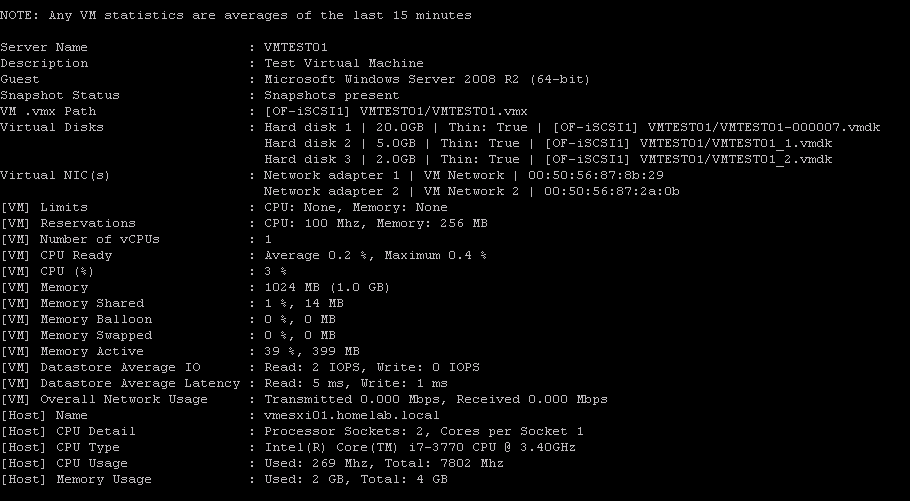 NOTE: Any VM statistics are averages of the last 15 minutes
Server Name : VMTEST01
Description : Test Virtual Machine
Guest : Microsoft Windows Server 2008 R2 (64-bit)
Snapshot Status : Snapshots present
VM .vmx Path : [OF-iSCSI1] VMTEST01/VMTEST01.vmx
Virtual Disks : Hard disk 1 | 20.0GB | Thin: True | [OF-iSCSI1] VMTEST01/VMTEST01-000007.vmdk
Hard disk 2 | 5.0GB | Thin: True | [OF-iSCSI1] VMTEST01/VMTEST01_1.vmdk
Hard disk 3 | 2.0GB | Thin: True | [OF-iSCSI1] VMTEST01/VMTEST01_2.vmdk
Virtual NIC(s) : Network adapter 1 | VM Network | 00:50:56:87:8b:29
Network adapter 2 | VM Network 2 | 00:50:56:87:2a:0b
[VM] Limits : CPU: None, Memory: None
[VM] Reservations : CPU: 100 Mhz, Memory: 256 MB
[VM] Number of vCPUs : 1
[VM] CPU Ready : Average 0.2 %, Maximum 0.4 %
[VM] CPU (%) : 3 %
[VM] Memory : 1024 MB (1.0 GB)
[VM] Memory Shared : 1 %, 14 MB
[VM] Memory Balloon : 0 %, 0 MB
[VM] Memory Swapped : 0 %, 0 MB
[VM] Memory Active : 39 %, 399 MB
[VM] Datastore Average IO : Read: 2 IOPS, Write: 0 IOPS
[VM] Datastore Average Latency : Read: 5 ms, Write: 1 ms
[VM] Overall Network Usage : Transmitted 0.000 Mbps, Received 0.000 Mbps
[Host] Name : vmesxi01.homelab.local
[Host] CPU Detail : Processor Sockets: 2, Cores per Socket 1
[Host] CPU Type : Intel(R) Core(TM) i7-3770 CPU @ 3.40GHz
[Host] CPU Usage : Used: 269 Mhz, Total: 7802 Mhz
[Host] Memory Usage : Used: 2 GB, Total: 4 GB